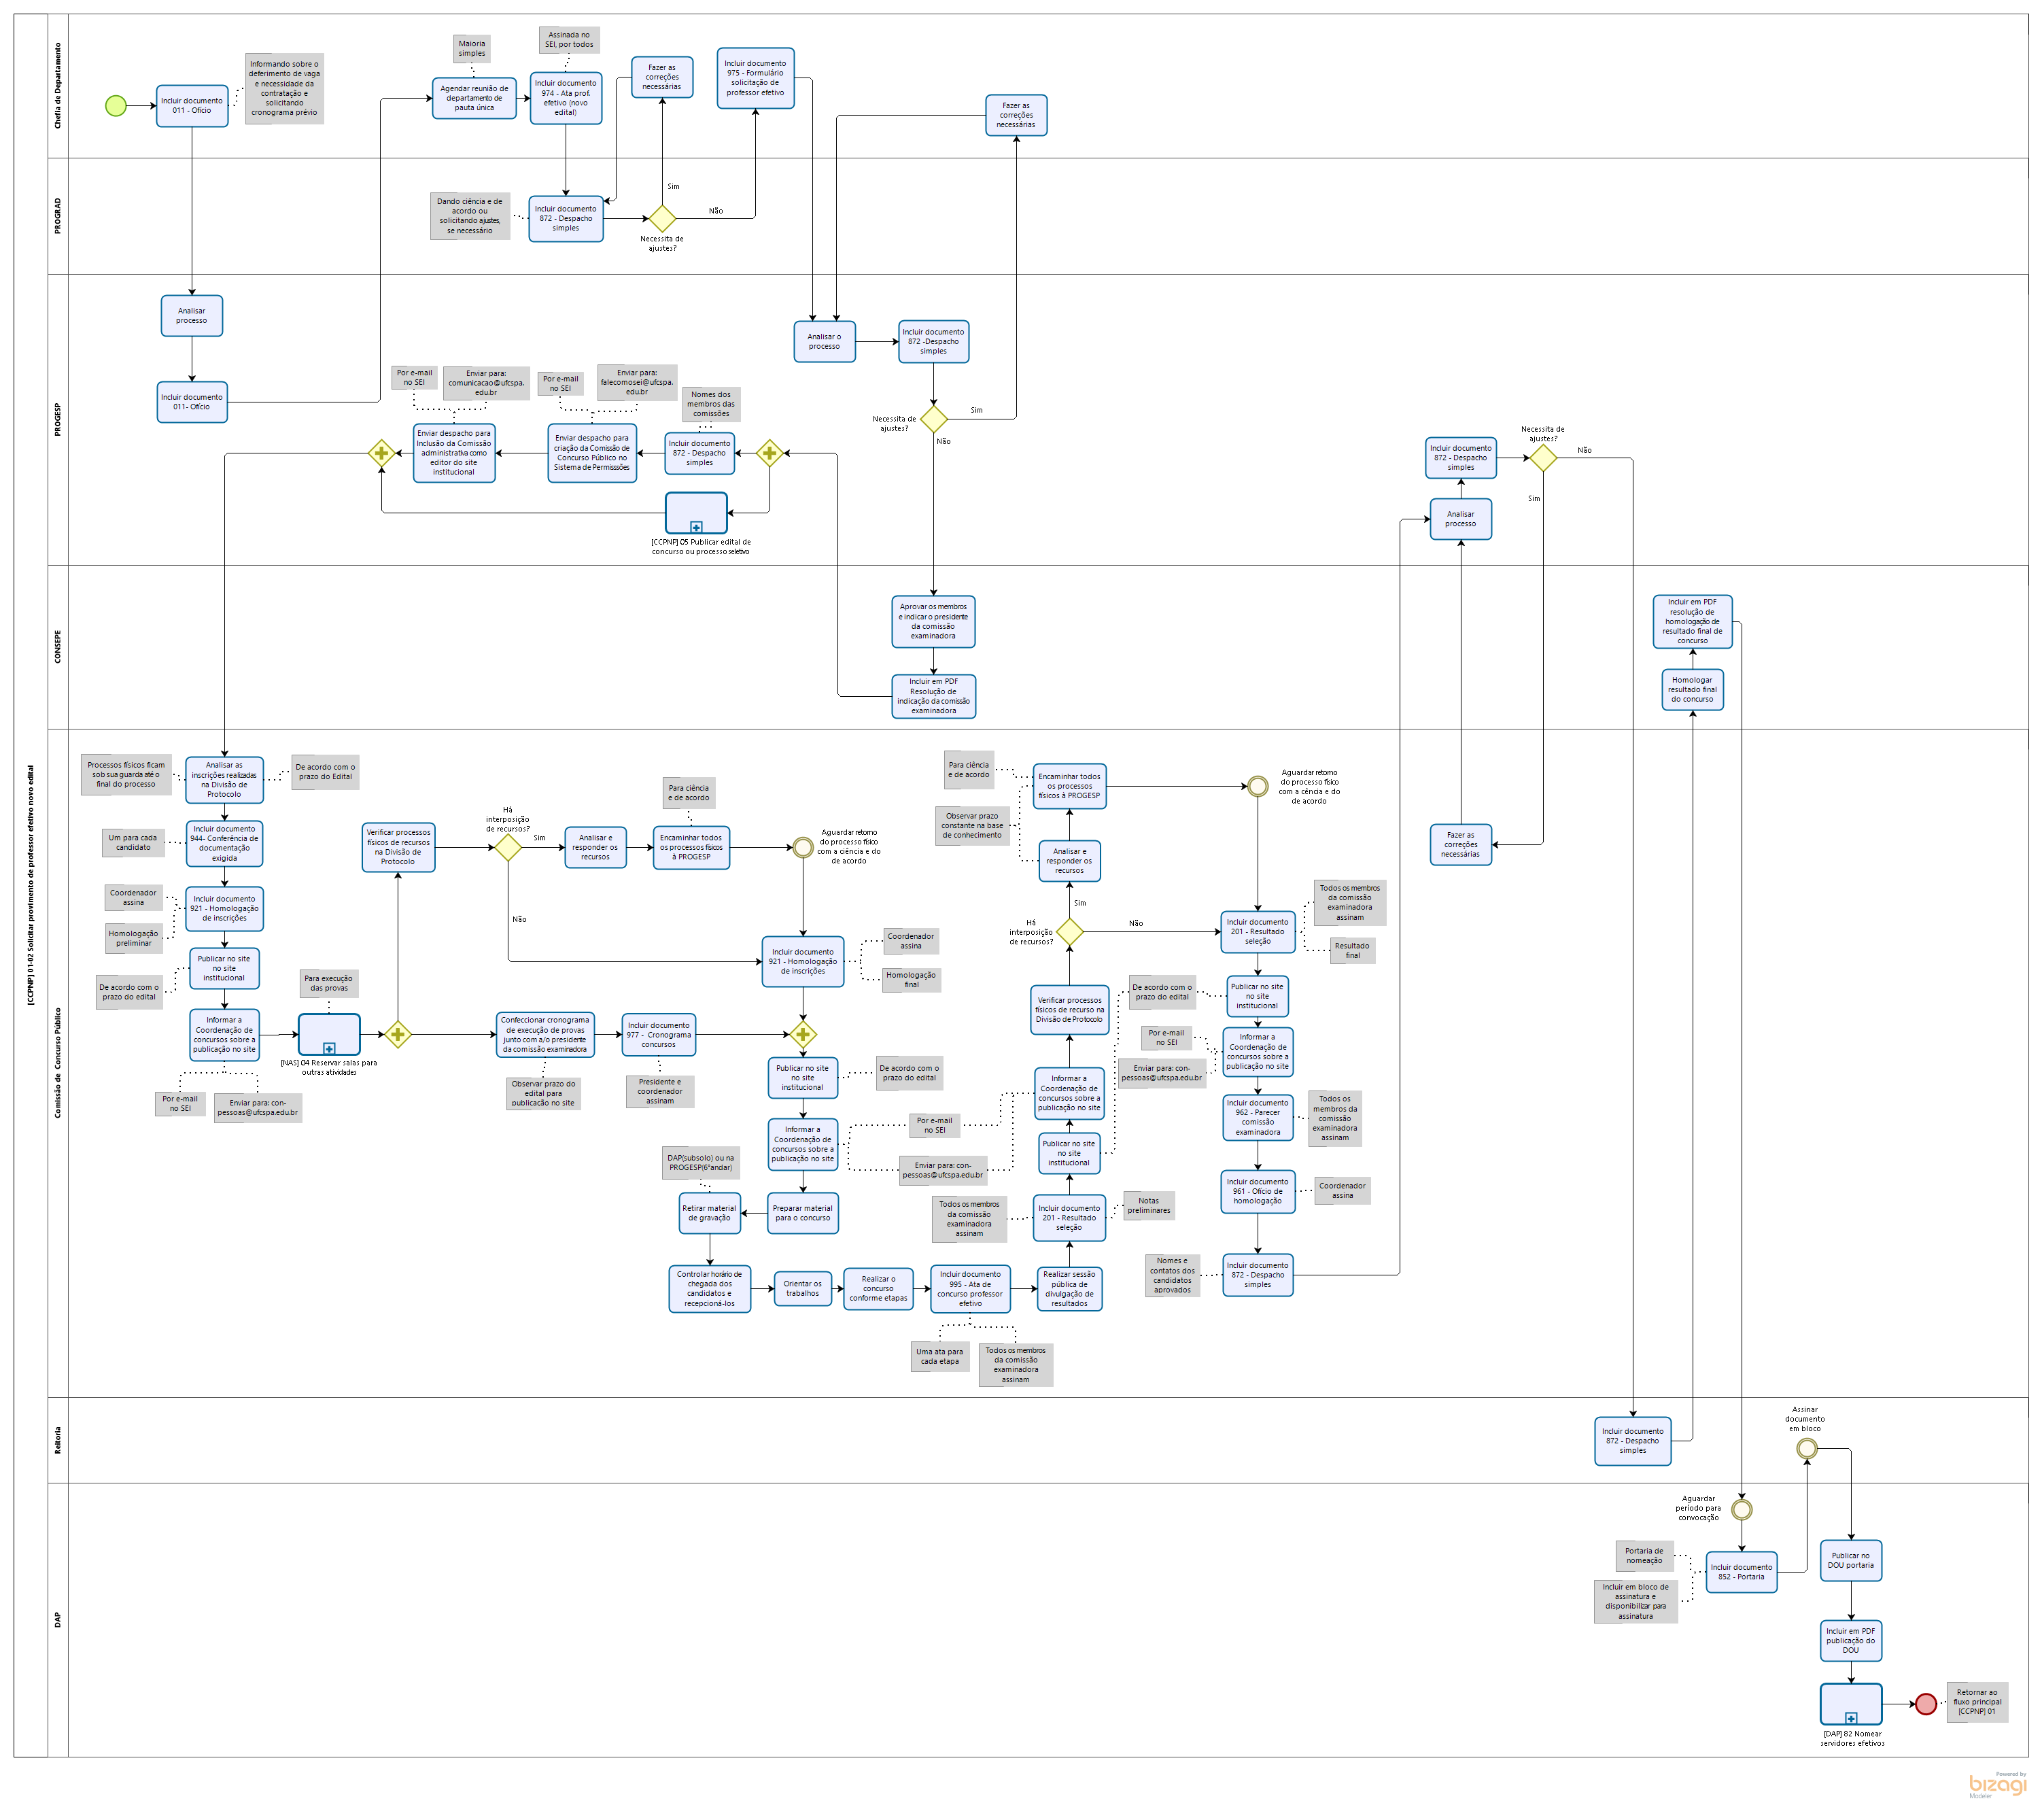 [CCPNP] 01-02 Solicitar provimento de professor efetivo novo edital
Chefia de Departamento
Incluir documento
011 - Ofício
Informando sobre o
deferimento de vaga
e necessidade da
contratação e
solicitando
cronograma prévio
Maioria
simples
Agendar reunião de
departamento de
pauta única
Assinada no
SEI, por todos
Incluir documento
974 - Ata prof.
efetivo (novo
edital)
Fazer as
correções
necessárias
Incluir documento
975 - Formulário
solicitação de
professor efetivo
Fazer as
correções
necessárias
PROGRAD
Dando ciência e de
acordo ou
solicitando ajustes,
se necessário
Incluir documento
872 - Despacho
simples
Sim
Não
Necessita de
ajustes?
PROGESP
Analisar
processo
Incluir documento
011- Ofício
Analisar o
processo
Incluir documento
872 -Despacho
simples
Necessita de
ajustes?
Sim
Não
Por e-mail
no SEI
Enviar para:
comunicacao@ufcspa.
edu.br
Por e-mail
no SEI
Enviar para:
falecomosei@ufcspa.
edu.br
Nomes dos
membros das
comissões
Enviar despacho para
Inclusão da Comissão
administrativa como
editor do site
institucional
Enviar despacho para
criação da Comissão de
Concurso Público no
Sistema de Permissões
Incluir documento
872 - Despacho
simples
[CCPNP] 05 Publicar edital de
concurso ou processo seletivo
Incluir documento
872 - Despacho
simples
Necessita de
ajustes?
Não
Sim
Analisar
processo
CONSEPE
Aprovar os membros
e indicar o presidente
da comissão
examinadora
Incluir em PDF
Resolução de
indicação da comissão
examinadora
Incluir em PDF
resolução de
homologação de
resultado final de
concurso
Homologar
resultado final
do concurso
Comissão de Concurso Público
Processos físicos ficam
sob sua guarda até o
final do processo
Analisar as
inscrições realizadas
na Divisão de
Protocolo
De acordo com o
prazo do Edital
Um para cada
candidato
Incluir documento
944- Conferência de
documentação
exigida
Coordenador
assina
Homologação
preliminar
Incluir documento
921 - Homologação
de inscrições
De acordo com o
prazo do edital
Publicar no site
no site
institucional
Informar a
Coordenação de
concursos sobre a
publicação no site
Por e-mail
no SEI
Enviar para: con-
pessoas@ufcspa.edu.br
Para execução
das provas
[NAS] 04 Reservar salas para
outras atividades
Verificar processos
físicos de recursos
na Divisão de
Protocolo
Há
interposição
de recursos?
Sim
Não
Analisar e
responder os
recursos
Para ciência
e de acordo
Encaminhar todos
os processos físicos
à PROGESP
Aguardar retorno
do processo físico
com a ciência e do
de acordo
Incluir documento
921 - Homologação
de inscrições
Coordenador
assina
Homologação
final
Confeccionar cronograma
de execução de provas
junto com a/o presidente
da comissão examinadora
Observar prazo do
edital para
publicacão no site
Incluir documento
977 - Cronograma
concursos
Presidente e
coordenador
assinam
Publicar no site
no site
institucional
De acordo com o
prazo do edital
Informar a
Coordenação de
concursos sobre a
publicação no site
Por e-mail
no SEI
Enviar para: con-
pessoas@ufcspa.edu.br
Preparar material
para o concurso
DAP(subsolo) ou na
PROGESP(6°andar)
Retirar material
de gravação
Controlar horário de
chegada dos
candidatos e
recepcioná-los
Orientar os
trabalhos
Realizar o
concurso
conforme etapas
Incluir documento
995 - Ata de
concurso professor
efetivo
Uma ata para
cada etapa
Todos os membros
da comissão
examinadora
assinam
Realizar sessão
pública de
divulgação de
resultados
Todos os membros
da comissão
examinadora
assinam
Incluir documento
201 - Resultado
seleção
Notas
preliminares
Publicar no site
no site
institucional
Informar a
Coordenação de
concursos sobre a
publicação no site
Verificar processos
físicos de recurso na
Divisão de Protocolo
Há
interposição
de recursos?
Sim
Não
Analisar e
responder os
recursos
Observar prazo
constante na base
de conhecimento
Para ciência
e de acordo
Encaminhar todos
os processos
físicos à PROGESP
Aguardar retorno
do processo físico
com a cência e do
de acordo
Incluir documento
201 - Resultado
seleção
Todos os membros
da comissão
examinadora
assinam
Resultado
final
De acordo com o
prazo do edital
Publicar no site
no site
institucional
Por e-mail
no SEI
Enviar para: con-
pessoas@ufcspa.edu.br
Informar a
Coordenação de
concursos sobre a
publicação no site
Incluir documento
962 - Parecer
comissão
examinadora
Todos os
membros da
comissão
examinadora
assinam
Incluir documento
961 - Ofício de
homologação
Coordenador
assina
Nomes e
contatos dos
candidatos
aprovados
Incluir documento
872 - Despacho
simples
Fazer as
correções
necessárias
Reitoria
Incluir documento
872 - Despacho
simples
Assinar
documento
em bloco
DAP
Aguardar
período para
convocação
Portaria de
nomeação
Incluir em bloco de
assinatura e
disponibilizar para
assinatura
Incluir documento
852 - Portaria
Publicar no
DOU portaria
Incluir em PDF
publicação do
DOU
[DAP] 82 Nomear
servidores efetivos
Retornar ao
fluxo principal
[CCPNP] 01
Powered by
bizagi
Modeler